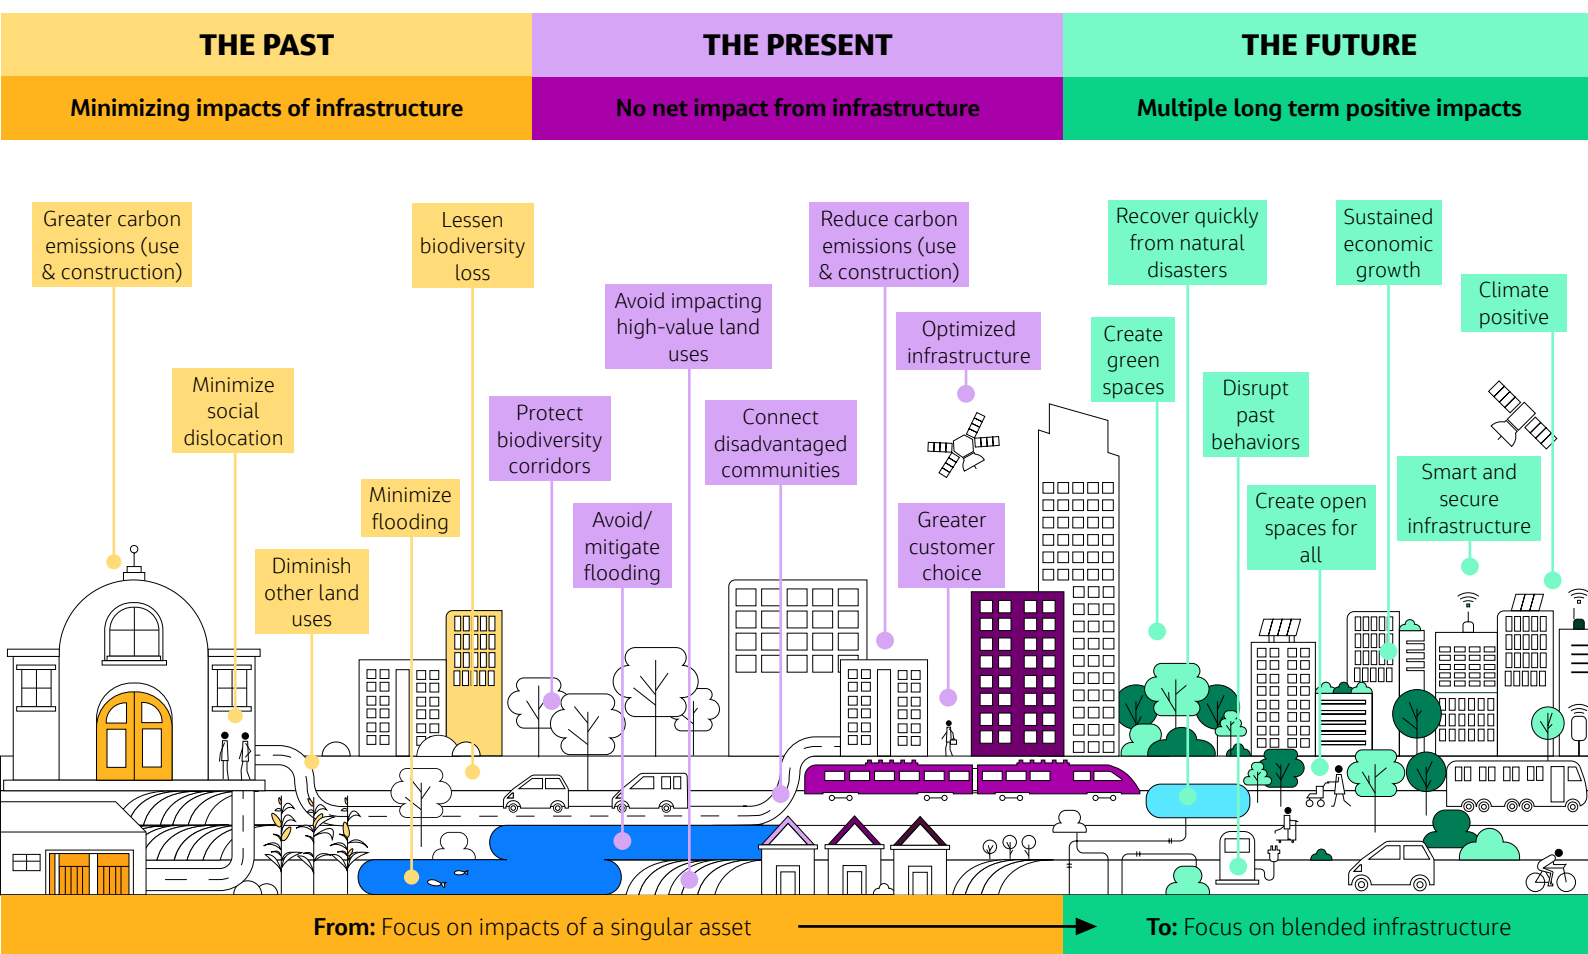 THE PAST
THE PRESENT
THE FUTURE
Minimizing impacts of infrastructure
No net impact from infrastructure
Multiple long term positive impacts
Greater carbon
emissions (use
& construction)
Minimize
social
dislocation
Diminish
other land
uses
Minimize
flooding
Lessen
biodiversity
loss
Protect
biodiversity
corridors
Avoid/
mitigate
flooding
Avoid impacting
high-value land
uses
Connect
disadvantaged
communities
Reduce carbon
emissions (use
& construction)
Optimized
infrastructure
Greater
customer
choice
Create
green
spaces
Recover quickly
from natural
disasters
Disrupt
past
behaviors
Create open
spaces for
all
Sustained
economic
growth
Smart and
secure
infrastructure
Climate
positive
From: Focus on impacts of a singular asset
To: Focus on blended infrastructure